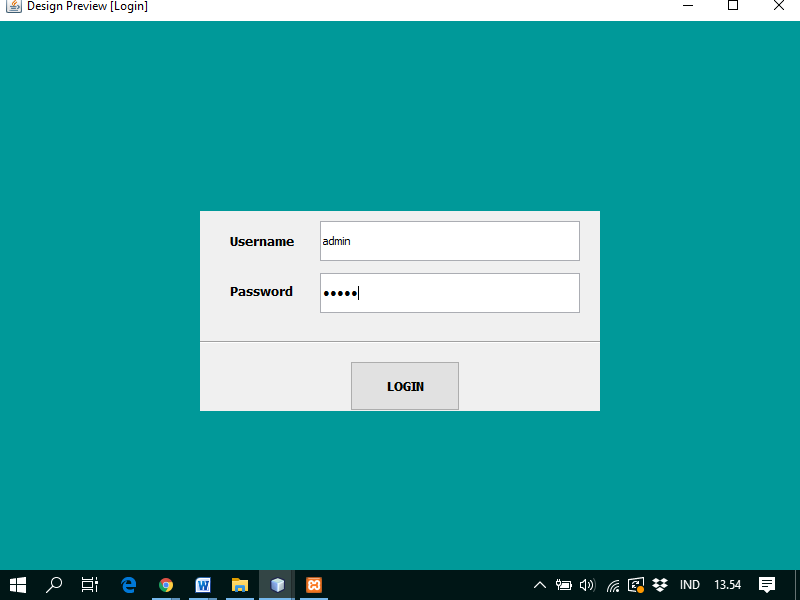 Design Preview [Login]
Username
admin
Password
•••••
LOGIN
IND
13.54